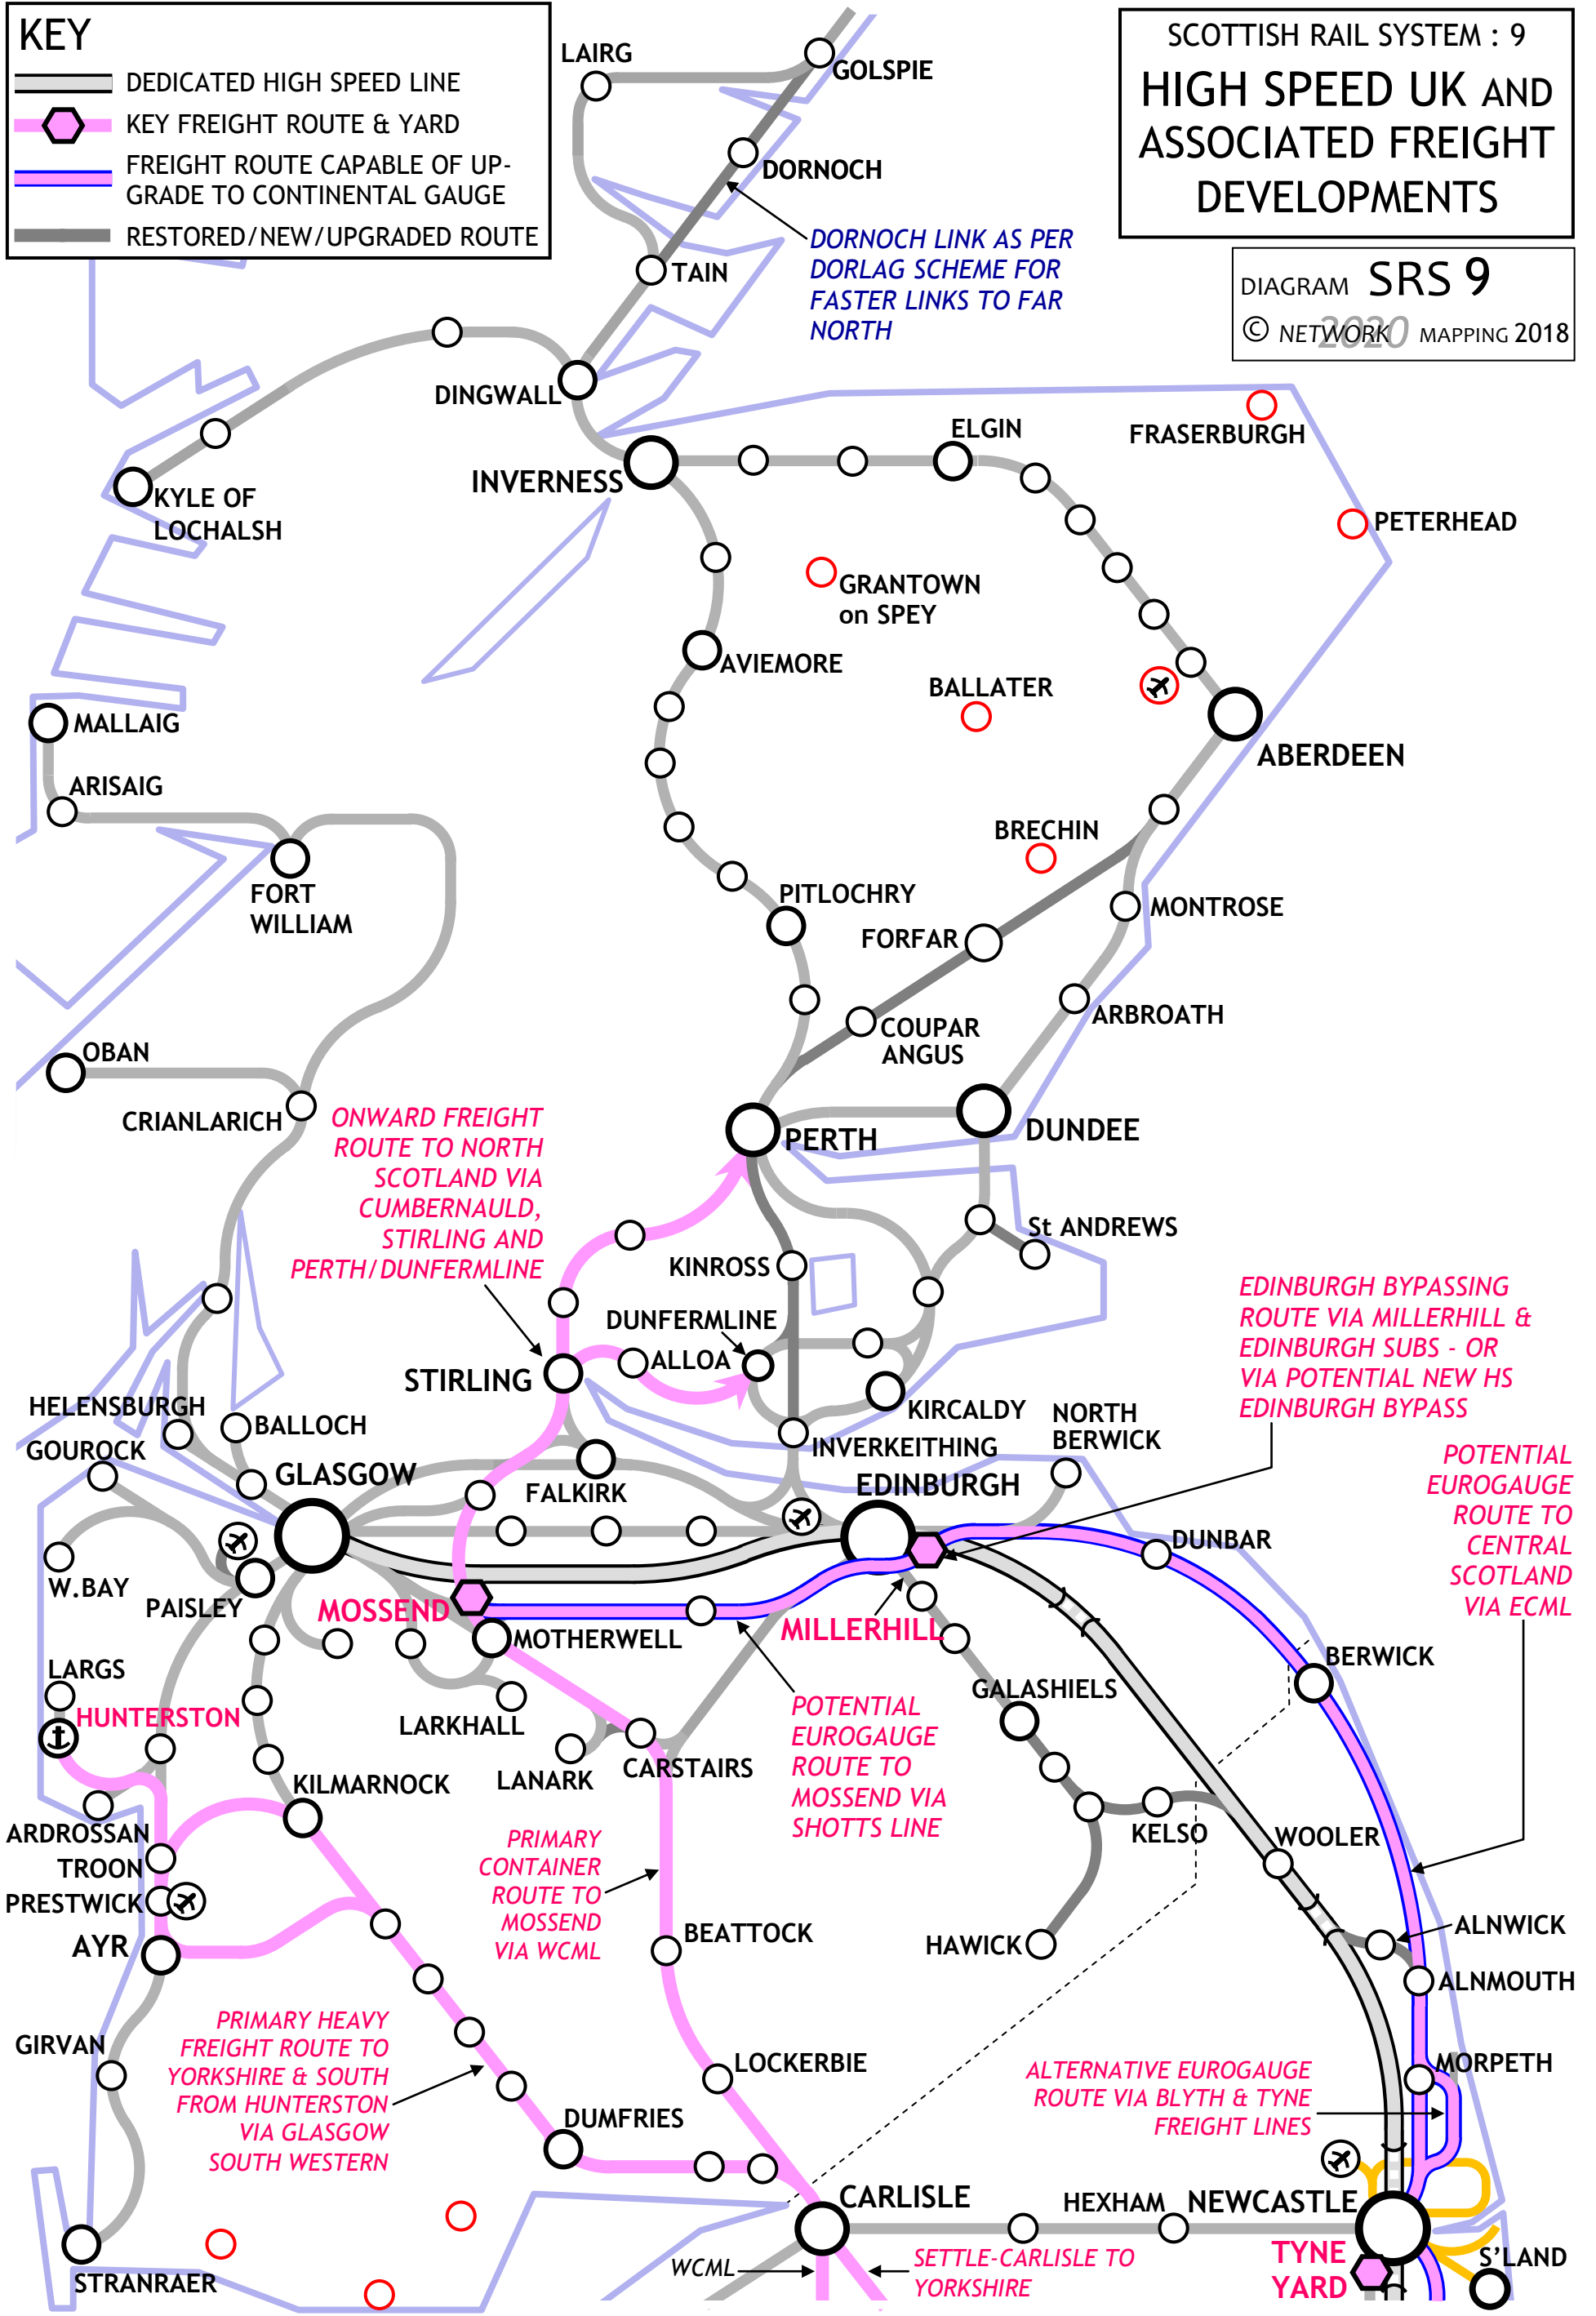 KEY
DEDICATED HIGH SPEED LINE
KEY FREIGHT ROUTE & YARD
FREIGHT ROUTE CAPABLE OF UP-
GRADE TO CONTINENTAL GAUGE
RESTORED/NEW/UPGRADED ROUTE
SCOTTISH RAIL SYSTEM : 9
HIGH SPEED UK AND
ASSOCIATED FREIGHT
DEVELOPMENTS
DIAGRAM SRS 9
© NETWORK 2020 MAPPING 2018
LAIRG
GOLSPIE
DORNOCH
DORNOCH LINK AS PER
DORLAG SCHEME FOR
FASTER LINKS TO FAR
NORTH
TAIN
DINGWALL
KYLE OF
LOCHALSH
INVERNESS
ELGIN
FRASERBURGH
PETERHEAD
GRANTOWN
on SPEY
AVIEMORE
BALLATER
ABERDEEN
MALLAIG
ARISAIG
FORT
WILLIAM
BRECHIN
PITLOCHRY
FORFAR
MONTROSE
COUPAR
ANGUS
ARBROATH
OBAN
CRIANLARICH
ONWARD FREIGHT
ROUTE TO NORTH
SCOTLAND VIA
CUMBERNAULD,
STIRLING AND
PERTH/DUNFERMLINE
PERTH
DUNDEE
St ANDREWS
KINROSS
DUNFERMLINE
ALLOA
STIRLING
KIRCALDY
INVERKEITHING
NORTH
BERWICK
EDINBURGH BYPASSING
ROUTE VIA MILLERHILL &
EDINBURGH SUBS - OR
VIA POTENTIAL NEW HS
EDINBURGH BYPASS
POTENTIAL
EUROGAUGE
ROUTE TO
CENTRAL
SCOTLAND
VIA ECML
HELENSBURGH
BALLOCH
GOUROCK
GLASGOW
FALKIRK
EDINBURGH
DUNBAR
W.BAY
PAISLEY
MOSSEND
MOTHERWELL
MILLERHILL
BERWICK
LARGS
HUNTERSTON
LARKHALL
LANARK
CARSTAIRS
GALASHIELS
POTENTIAL
EUROGAUGE
ROUTE TO
MOSSEND VIA
SHOTTS LINE
KILMARNOCK
ARDROSSAN
TROON
PRESTWICK
AYR
PRIMARY
CONTAINER
ROUTE TO
MOSSEND
VIA WCML
KELSO
WOOLER
HAWICK
BEATTOCK
ALNWICK
ALNMOUTH
GIRVAN
PRIMARY HEAVY
FREIGHT ROUTE TO
YORKSHIRE & SOUTH
FROM HUNTERSTON
VIA GLASGOW
SOUTH WESTERN
LOCKERBIE
DUMFRIES
ALTERNATIVE EUROGAUGE
ROUTE VIA BLYTH & TYNE
FREIGHT LINES
MORPETH
CARLISLE
HEXHAM
NEWCASTLE
STRANRAER
WCML
SETTLE-CARLISLE TO
YORKSHIRE
TYNE
YARD
S'LAND